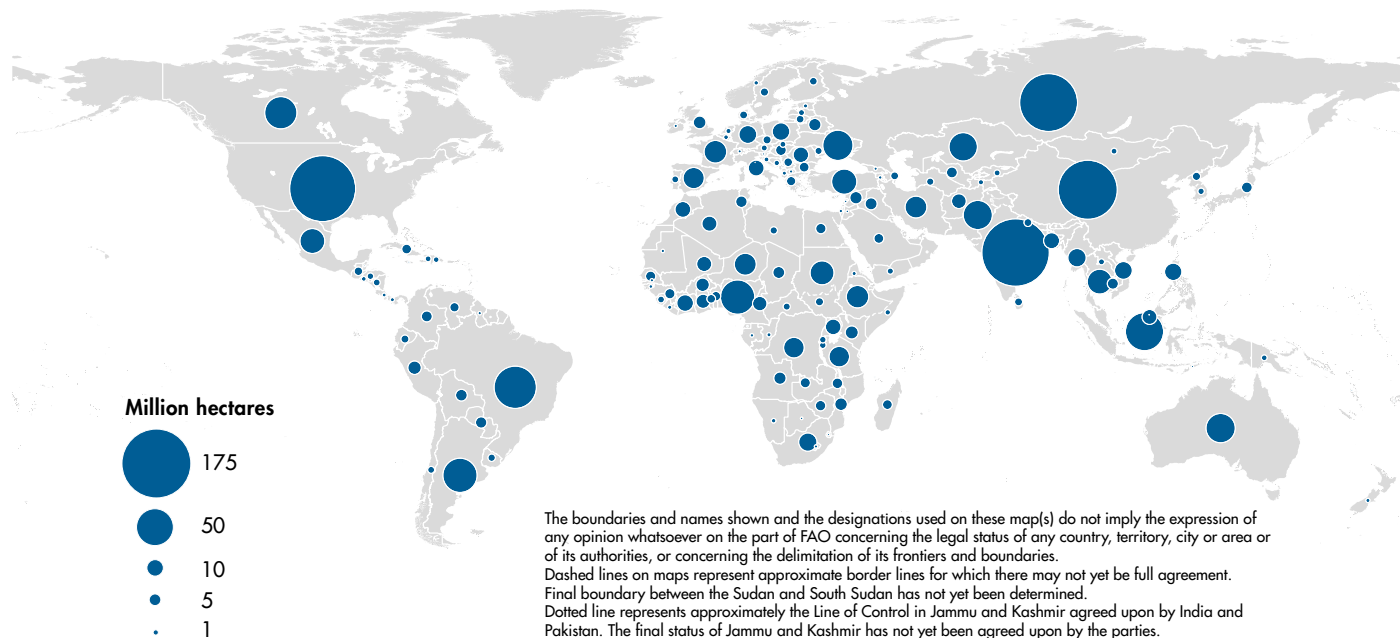 Million hectares
175
50
10
5
1
The boundaries and names shown and the designations used on these map(s) do not imply the expression of
any opinion whatsoever on the part of FAO concerning the legal status of any country, territory, city or area or
of its authorities, or concerning the delimitation of its frontiers and boundaries.
Dashed lines on maps represent approximate border lines for which there may not yet be full agreement.
Final boundary between the Sudan and South Sudan has not yet been determined.
Dotted line represents approximately the Line of Control in Jammu and Kashmir agreed upon by India and
Pakistan. The final status of Jammu and Kashmir has not yet been agreed upon by the parties.